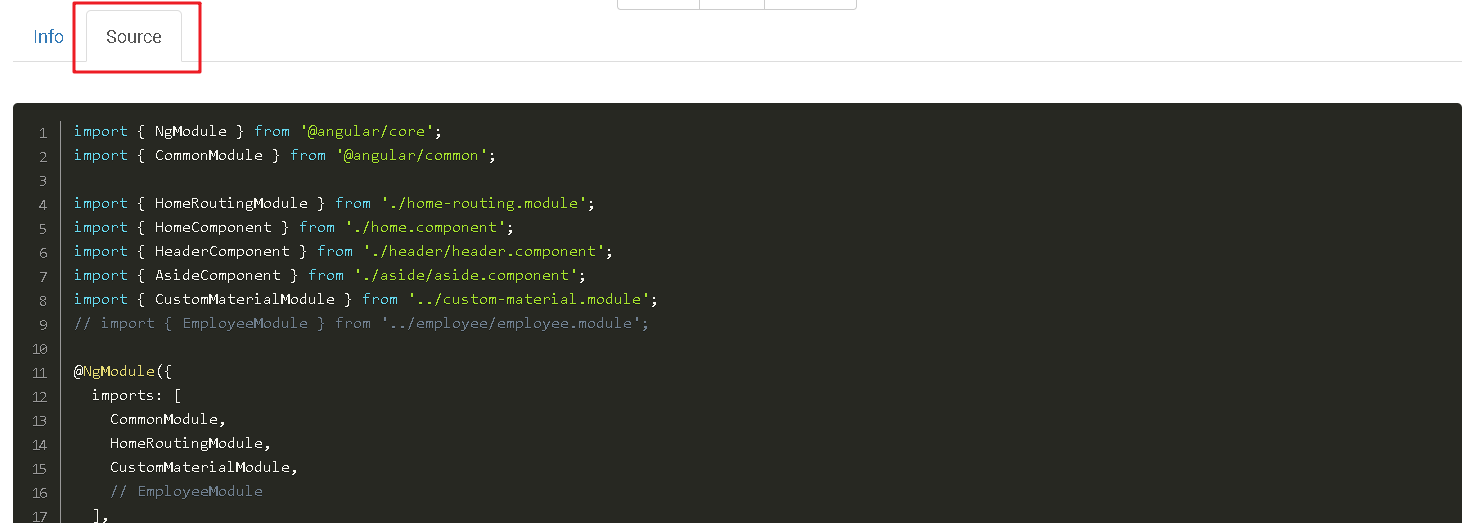 Info Source
1 import { NgModule } from '@angular/core';
2 import { CommonModule } from '@angular/common';
3
4 import { HomeRoutingModule } from './home-routing.module';
5 import { HomeComponent } from './home.component';
6 import { HeaderComponent } from './header/header.component';
7 import { AsideComponent } from './aside/aside.component';
8 import { CustomMaterialModule } from '../custom-material.module';
9 // import { EmployeeModule } from '../employee/employee.module';
10
11 @NgModule({
12   imports: [
13     CommonModule,
14     HomeRoutingModule,
15     CustomMaterialModule,
16     // EmployeeModule
17   ],